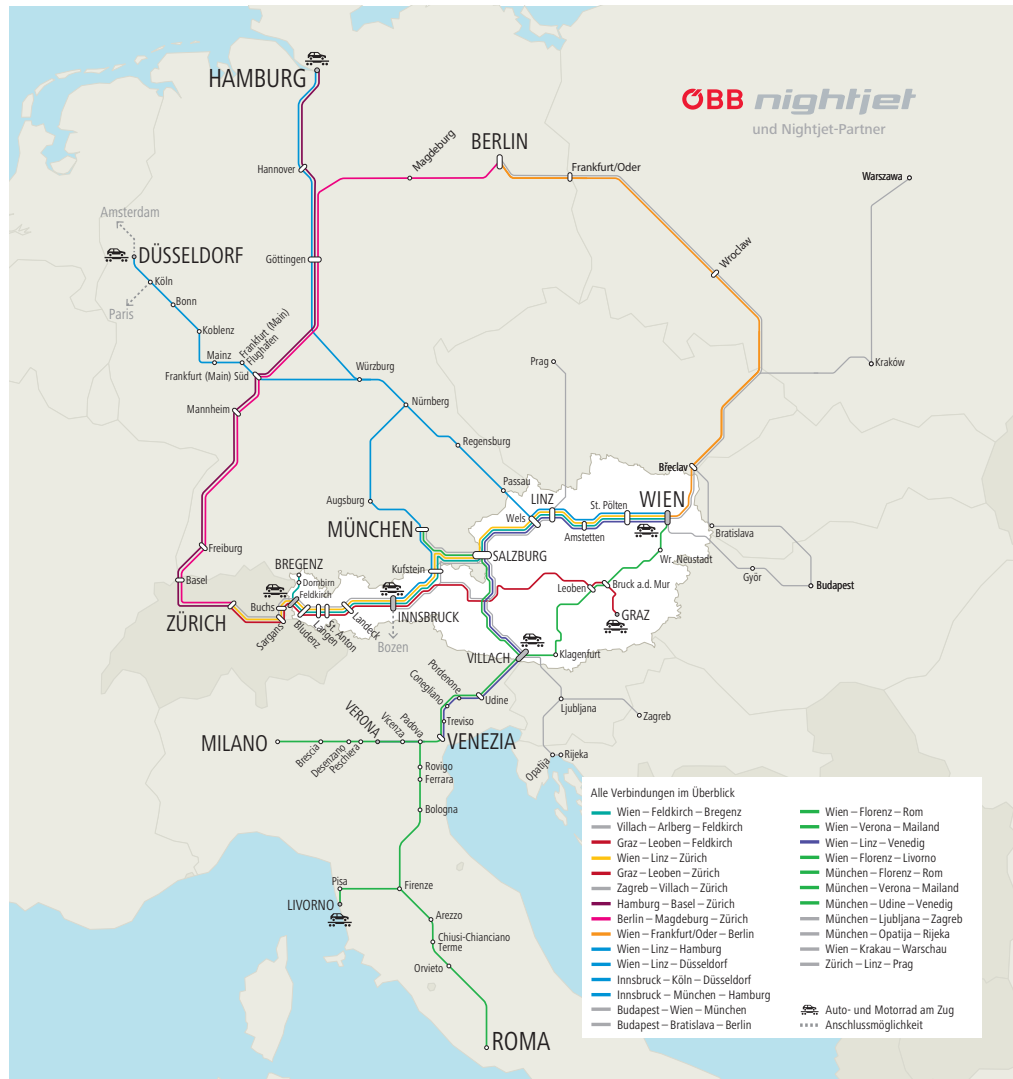 HAMBURG
ÖBB nightjet
und Nightjet-Partner
BERLIN
Magdeburg
Hannover
Frankfurt/Oder
Warszawa
Amsterdam
DÜSSELDORF
Göttingen
Wroclaw
Köln
Paris
Bonn
Koblenz
Mainz
Frankfurt (Main)
Flughafen
Frankfurt (Main) Süd
Würzburg
Prag
Kraków
Mannheim
Nürnberg
Regensburg
Břeclav
Passau
Augsburg
LINZ
St. Pölten
WIEN
MÜNCHEN
Wels
Amstetten
Bratislava
Freiburg
SALZBURG
Wr. Neustadt
BREGENZ
Kufstein
Győr
Basel
Dornbirn
Feldkirch
Leoben
Bruck a.d. Mur
Budapest
Buchs
ZÜRICH
Sargans
Bludenz
Langen
St. Anton
Landeck
INNSBRUCK
GRAZ
Bozen
VILLACH
Klagenfurt
Pordenone
Conegliano
Udine
Ljubljana
Zagreb
Treviso
VERONA
Vicenza
Padova
MILANO
VENEZIA
Brescia
Desenzano
Peschiera
Opatija
Rijeka
Rovigo
Ferrara
Bologna
Pisa
Firenze
LIVORNO
Arezzo
Chiusi-Chianciano
Terme
Orvieto
ROMA
Alle Verbindungen im Überblick
Wien – Feldkirch – Bregenz
Villach – Arlberg – Feldkirch
Graz – Leoben – Feldkirch
Wien – Linz – Zürich
Graz – Leoben – Zürich
Zagreb – Villach – Zürich
Hamburg – Basel – Zürich
Berlin – Magdeburg – Zürich
Wien – Frankfurt/Oder – Berlin
Wien – Linz – Hamburg
Wien – Linz – Düsseldorf
Innsbruck – Köln – Düsseldorf
Innsbruck – München – Hamburg
Budapest – Wien – München
Budapest – Bratislava – Berlin
Wien – Florenz – Rom
Wien – Verona – Mailand
Wien – Linz – Venedig
Wien – Florenz – Livorno
München – Florenz – Rom
München – Verona – Mailand
München – Udine – Venedig
München – Ljubljana – Zagreb
München – Opatija – Rijeka
Wien – Krakau – Warschau
Zürich – Linz – Prag
Auto- und Motorrad am Zug
Anschlussmöglichkeit